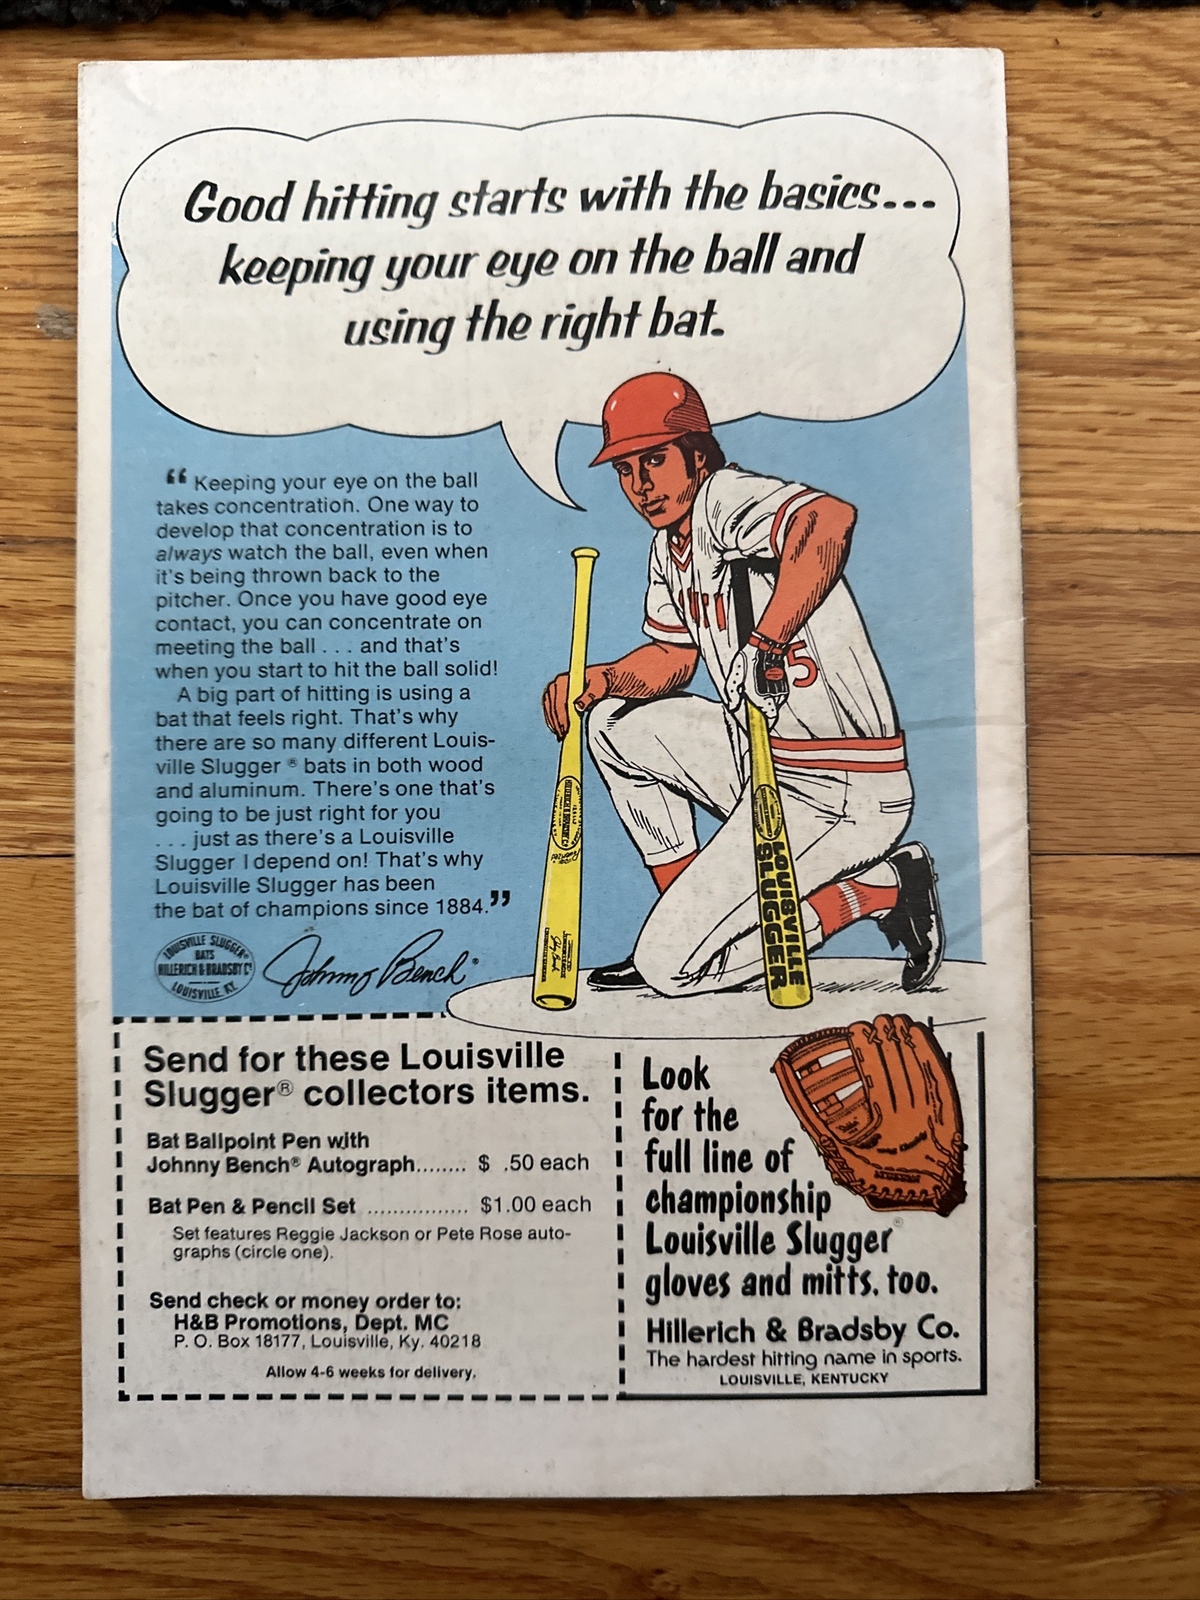 Good hitting starts with the basics...
keeping your eye on the ball and
using the right bat.
“Keeping your eye on the ball
takes concentration. One way to
develop that concentration is to
always watch the ball, even when
it's being thrown back to the
pitcher. Once you have good eye
contact, you can concentrate on
meeting the ball . . . and that's
when you start to hit the ball solid!
A big part of hitting is using a
bat that feels right. That's why
there are so many different Louis-
ville Slugger ® bats in both wood
and aluminum. There's one that's
going to be just right for you
. . . just as there's a Louisville
Slugger I depend on! That's why
Louisville Slugger has been
the bat of champions since 1884.”
LOUISVILLE SLUGGER®
BATS
HILLERICH & BRADSBY Co
LOUISVILLE, KY.
Johnny Bench®
5
HILLERICH & BRADSBY Co
LOUISVILLE
SLUGGER
Send for these Louisville
Slugger® collectors items.
Bat Ballpoint Pen with
Johnny Bench® Autograph........ $ .50 each
Bat Pen & Pencil Set ................. $1.00 each
Set features Reggie Jackson or Pete Rose auto-
graphs (circle one).
Send check or money order to:
H&B Promotions, Dept. MC
P. O. Box 18177, Louisville, Ky. 40218
Allow 4-6 weeks for delivery.
Look
for the
full line of
championship
Louisville Slugger®
gloves and mitts, too.
Hillerich & Bradsby Co.
The hardest hitting name in sports.
LOUISVILLE, KENTUCKY